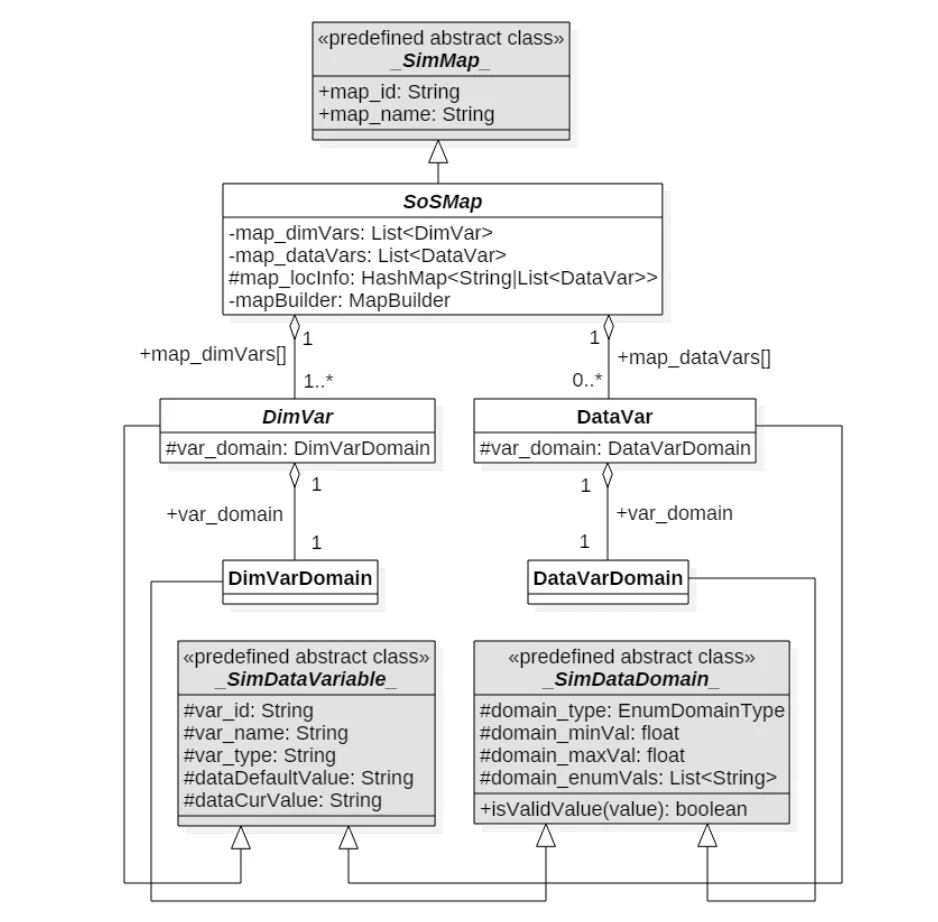 «predefined abstract class»
_SimMap_
+map_id: String
+map_name: String
SoSMap
-map_dimVars: List<DimVar>
-map_dataVars: List<DataVar>
#map_locInfo: HashMap<String|List<DataVar>>
-mapBuilder: MapBuilder
1
1
+map_dimVars[]
+map_dataVars[]
1..*
0..*
DimVar
#var_domain: DimVarDomain
DataVar
#var_domain: DataVarDomain
1
1
+var_domain
+var_domain
1
1
DimVarDomain
DataVarDomain
«predefined abstract class»
_SimDataVariable_
#var_id: String
#var_name: String
#var_type: String
#dataDefaultValue: String
#dataCurValue: String
«predefined abstract class»
_SimDataDomain_
#domain_type: EnumDomainType
#domain_minVal: float
#domain_maxVal: float
#domain_enumVals: List<String>
+isValidValue(value): boolean